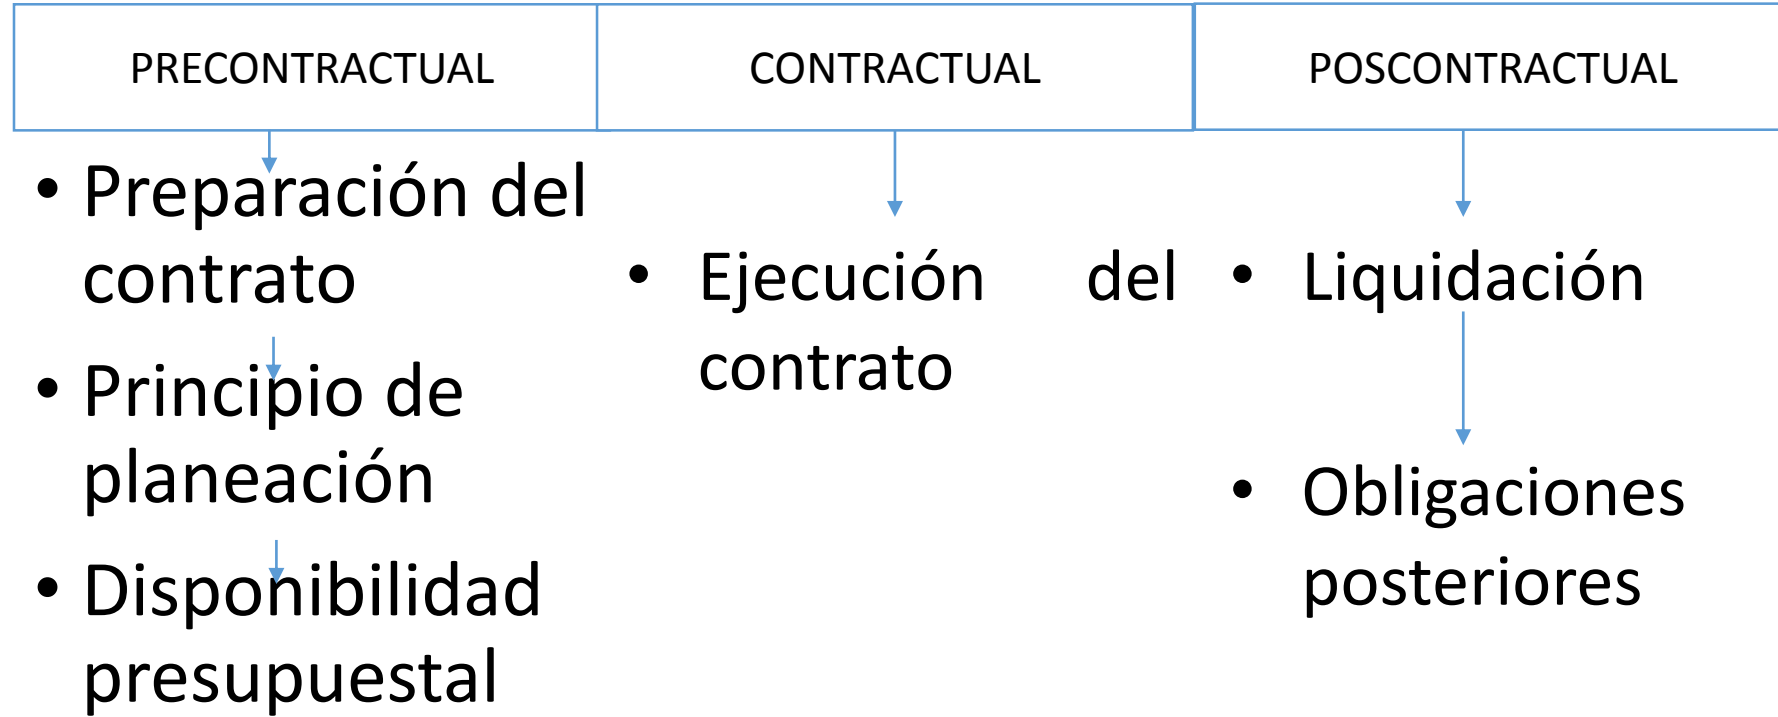 PRECONTRACTUAL
CONTRACTUAL
POSCONTRACTUAL
• Preparación del
contrato
• Principio de
planeación
• Disponibilidad
presupuestal
• Ejecución del
contrato
• Liquidación
• Obligaciones
posteriores